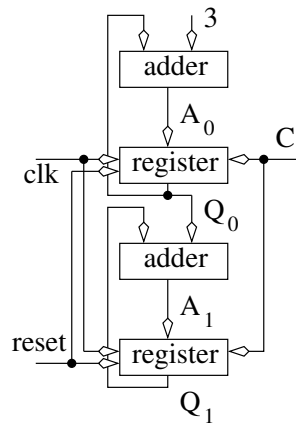 3
adder
A0
register
C
clk
Q0
adder
A1
reset
register
Q1